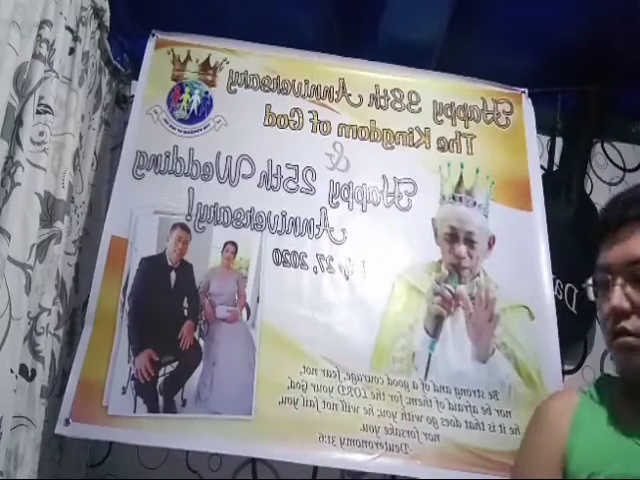 Happy 98th Anniversary
The Kingdom of God
&
Happy 25th Wedding
Anniversary!
27, 2020
Be strong and of a good courage, fear not,
nor be afraid of them: for the LORD your God,
he it is that does go with you; he will not fail you,
nor forsake you.
Deuteronomy 31:6